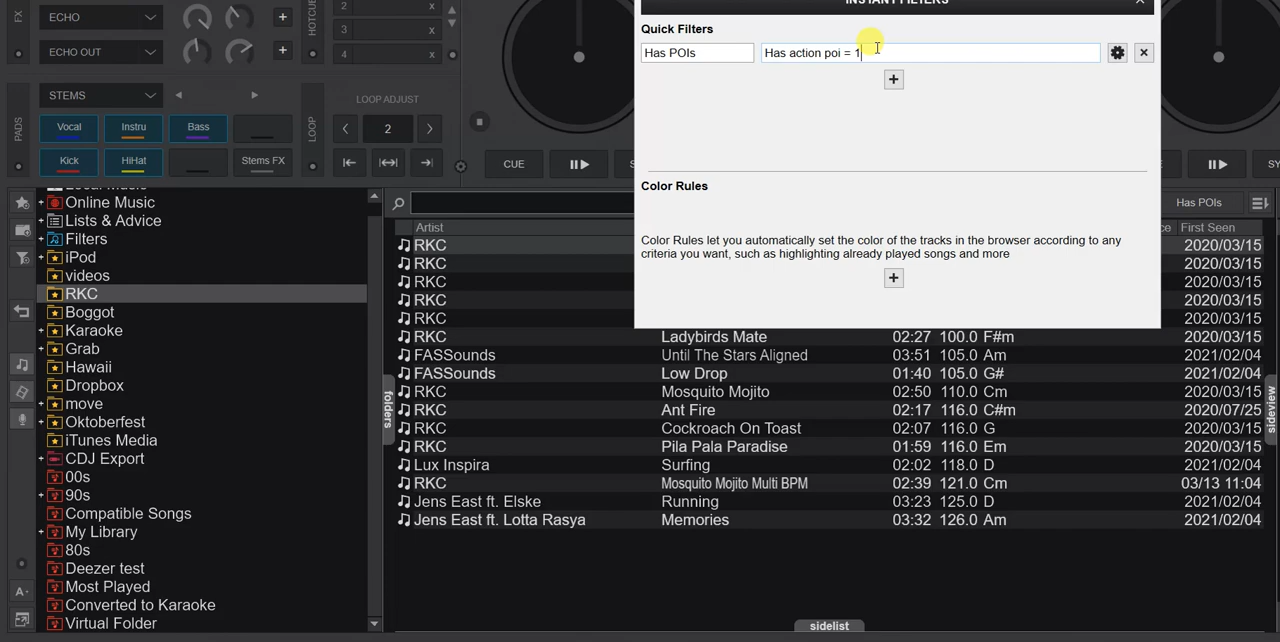 FX
ECHO
+
HOTCUE
2 x
3 x
4 x
ECHO OUT
+
INSTANT FILTERS
Quick Filters
Has POIs
Has action poi = 1
+
PADS
STEMS
Vocal
Instru
Bass
Kick
HiHat
Stems FX
LOOP
LOOP ADJUST
2
CUE
Color Rules
Color Rules let you automatically set the color of the tracks in the browser according to any
criteria you want, such as highlighting already played songs and more
+
Online Music
Lists & Advice
Filters
iPod
videos
RKC
Boggot
Karaoke
Grab
Hawaii
Dropbox
move
Oktoberfest
iTunes Media
CDJ Export
00s
90s
Compatible Songs
My Library
80s
Deezer test
Most Played
Converted to Karaoke
Virtual Folder
A-
folders
sideview
sidelist
Has POIs
Artist First Seen
RKC 2020/03/15
RKC 2020/03/15
RKC 2020/03/15
RKC 2020/03/15
RKC 2020/03/15
RKC Ladybirds Mate 02:27 100.0 F#m 2020/03/15
FASSounds Until The Stars Aligned 03:51 105.0 Am 2021/02/04
FASSounds Low Drop 01:40 105.0 G# 2021/02/04
RKC Mosquito Mojito 02:50 110.0 Cm 2020/03/15
RKC Ant Fire 02:17 116.0 C#m 2020/07/25
RKC Cockroach On Toast 02:07 116.0 G 2020/03/15
RKC Pila Pala Paradise 01:59 116.0 Em 2020/03/15
Lux Inspira Surfing 02:02 118.0 D 2021/02/04
RKC Mosquito Mojito Multi BPM 02:39 121.0 Cm 03/13 11:04
Jens East ft. Elske Running 03:23 125.0 D 2021/02/04
Jens East ft. Lotta Rasya Memories 03:32 126.0 Am 2021/02/04